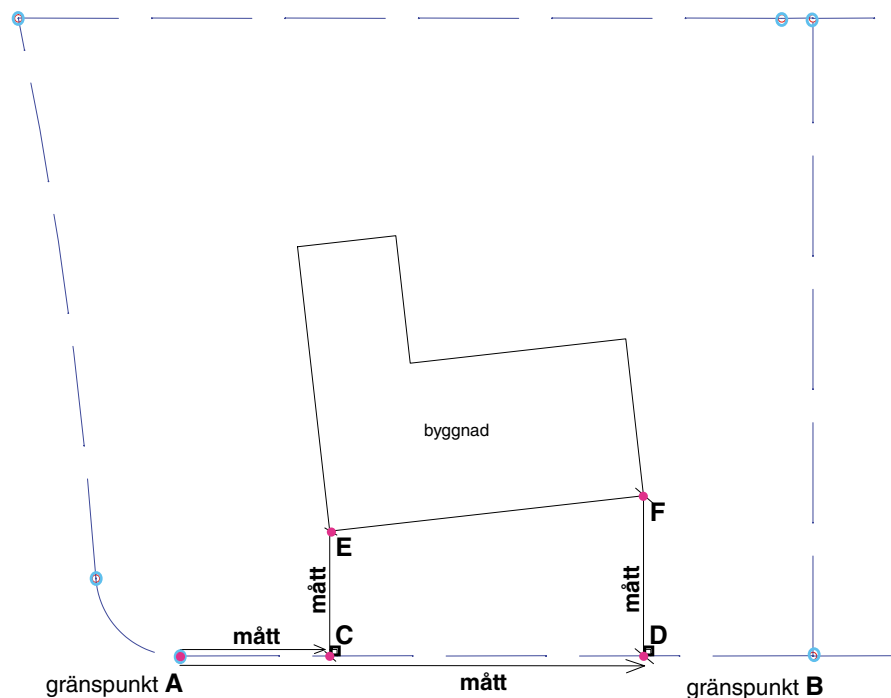 byggnad
F
E
mått
mått
mått
C
D
gränspunkt A
mått
gränspunkt B